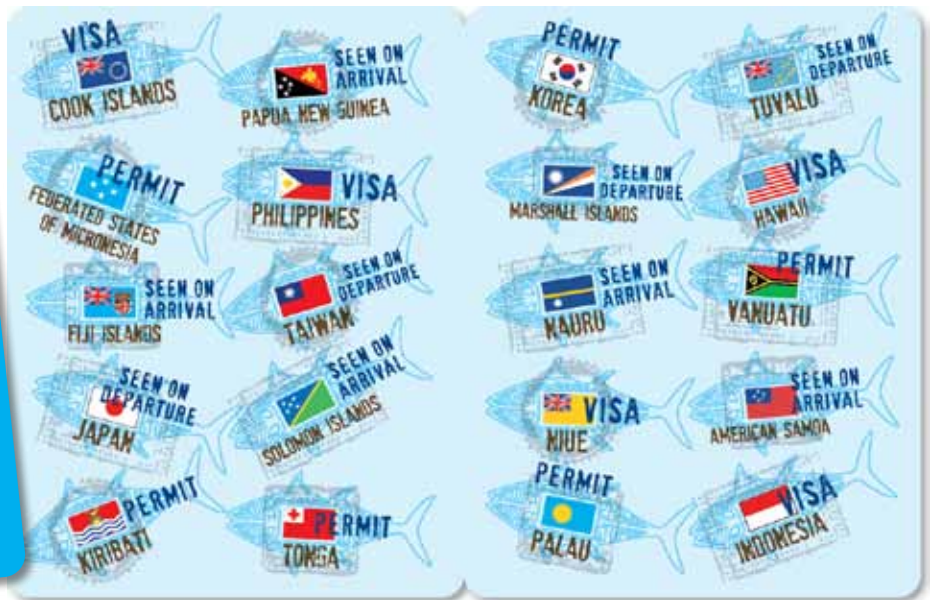 VISA
COOK ISLANDS
SEEN ON
ARRIVAL
PAPUA NEW GUINEA
PERMIT
FEDERATED STATES
OF MICRONESIA
VISA
PHILIPPINES
SEEN ON
ARRIVAL
FIJI ISLANDS
SEEN ON
DEPARTURE
TAIWAN
SEEN ON
DEPARTURE
JAPAN
SEEN ON
ARRIVAL
SOLOMON ISLANDS
PERMIT
KIRIBATI
PERMIT
TONGA
PERMIT
KOREA
SEEN ON
DEPARTURE
TUVALU
SEEN ON
DEPARTURE
MARSHALL ISLANDS
VISA
HAWAII
SEEN ON
ARRIVAL
NAURU
PERMIT
VANUATU
VISA
NIUE
SEEN ON
ARRIVAL
AMERICAN SAMOA
PERMIT
PALAU
VISA
INDONESIA